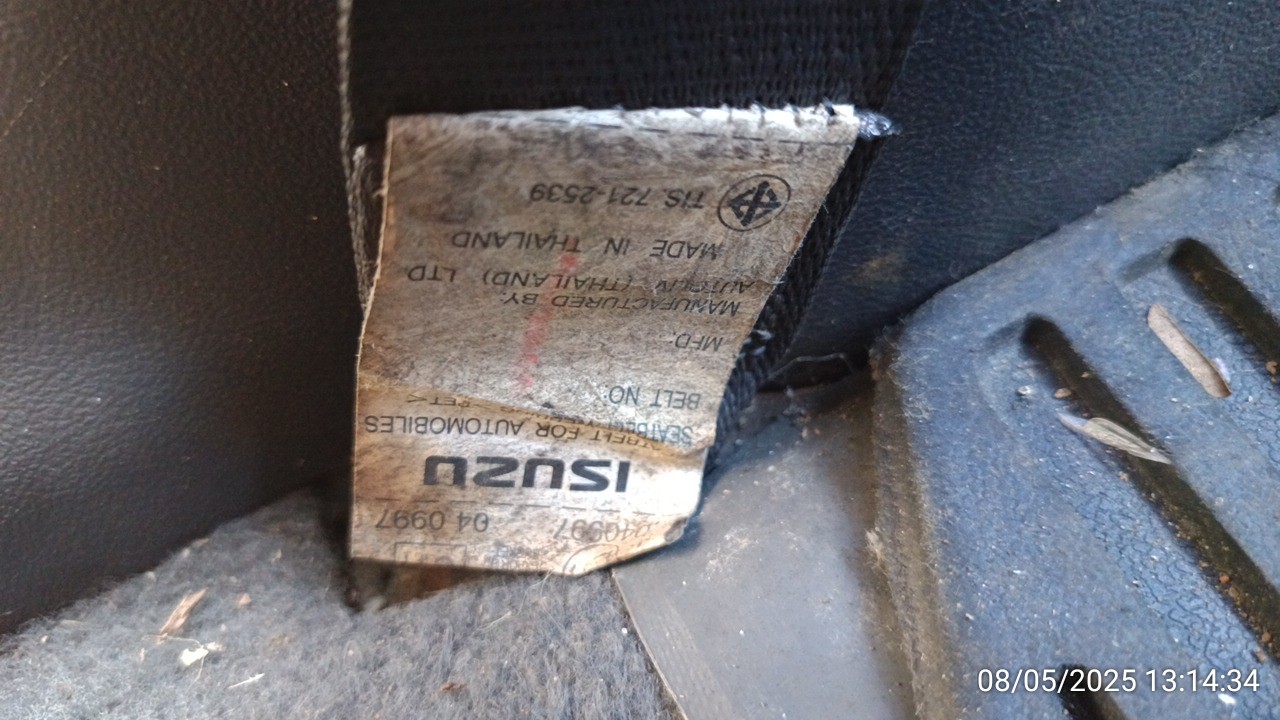 040997 04 0997
ISUZU
SEATBELT FOR AUTOMOBILES
BELT NO.
MFD.
MANUFACTURED BY.
AUTOLIV (THAILAND) LTD
MADE IN THAILAND
TIS. 721-2539
08/05/2025 13:14:34